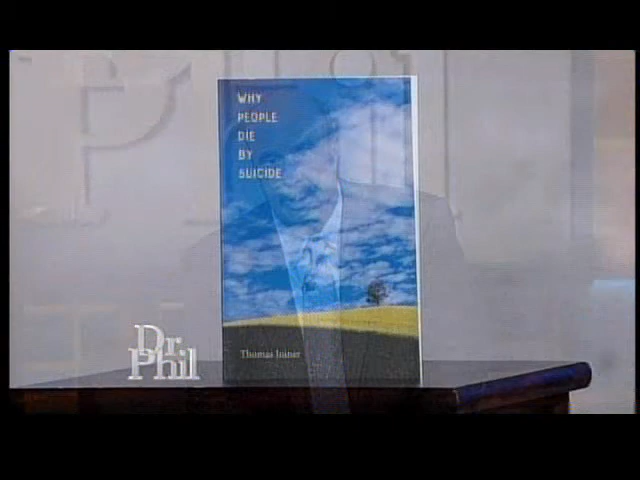 WHY
PEOPLE
DIE
BY
SUICIDE
Thomas Joiner
Dr.
Phil